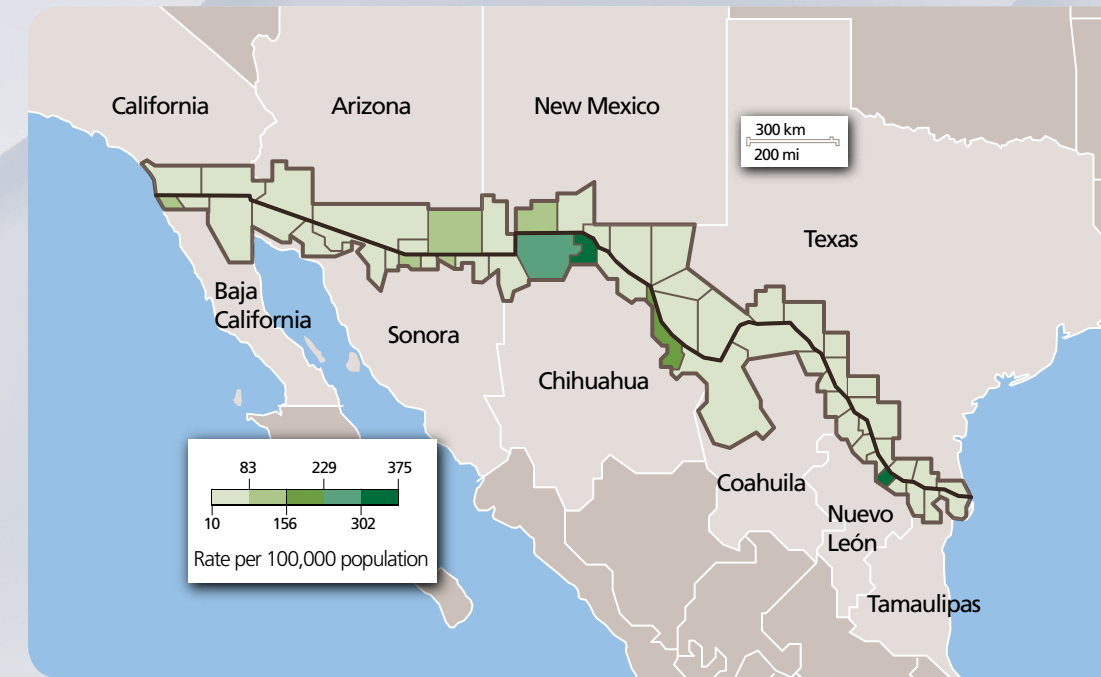 California
Arizona
New Mexico
300 km
200 mi
Texas
Baja
California
Sonora
Chihuahua
Coahuila
Nuevo
León
Tamaulipas
83 229 375
10 156 302
Rate per 100,000 population